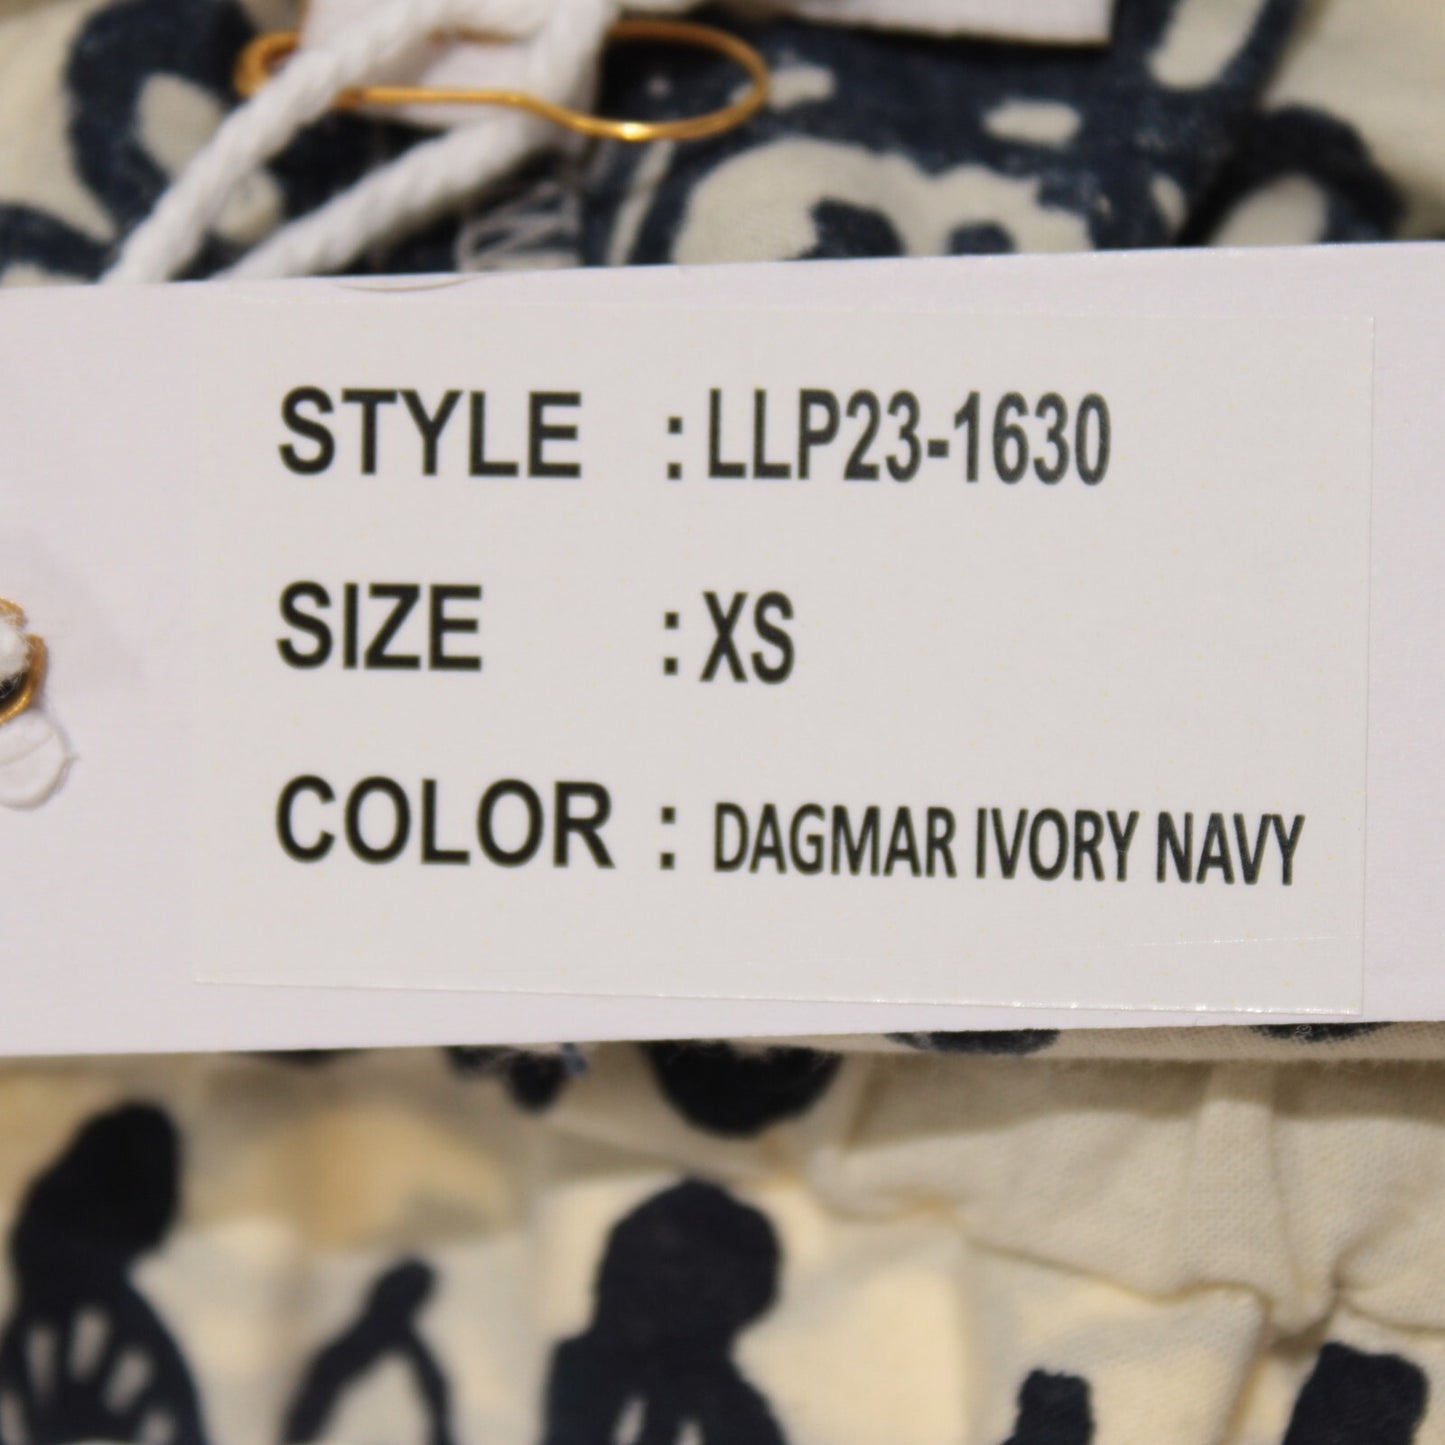 STYLE : LLP23-1630
SIZE : XS
COLOR : DAGMAR IVORY NAVY